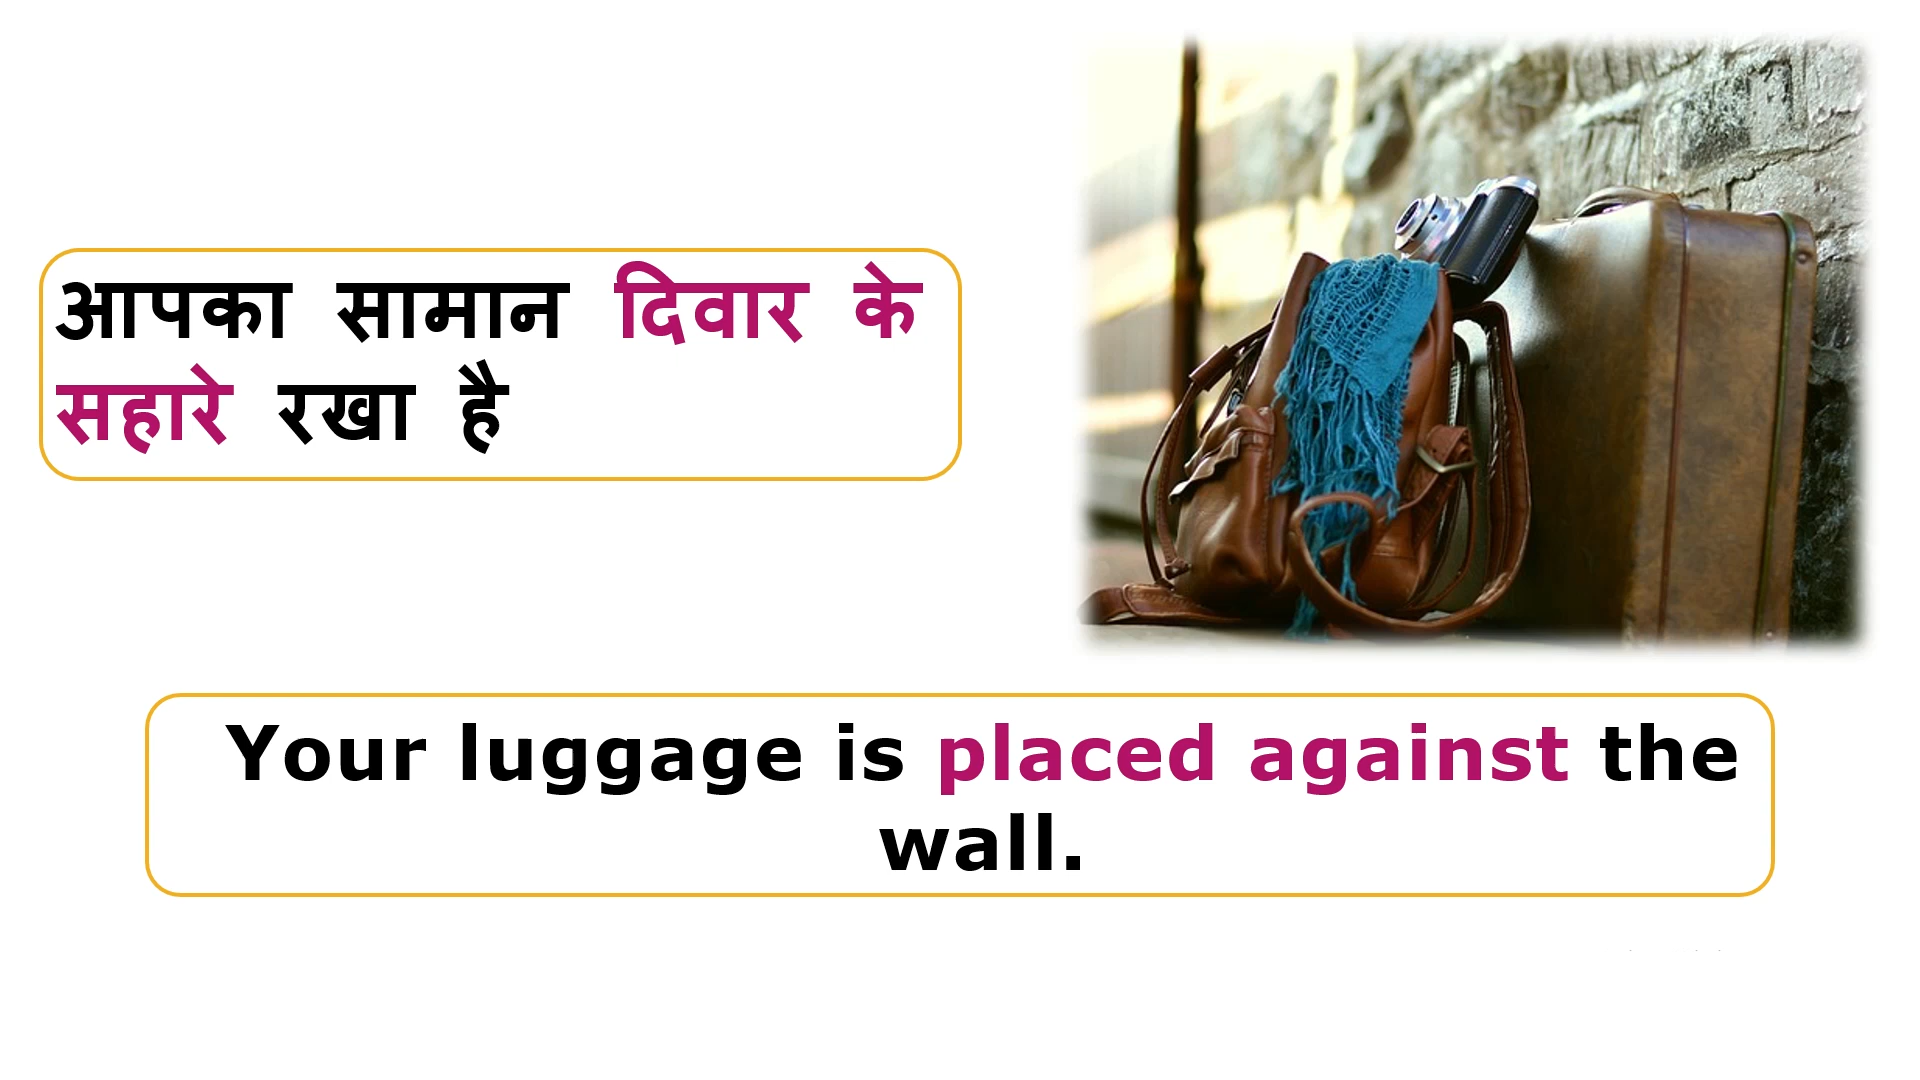 आपका सामान दिवार के
सहारे रखा है
Your luggage is placed against the
wall.